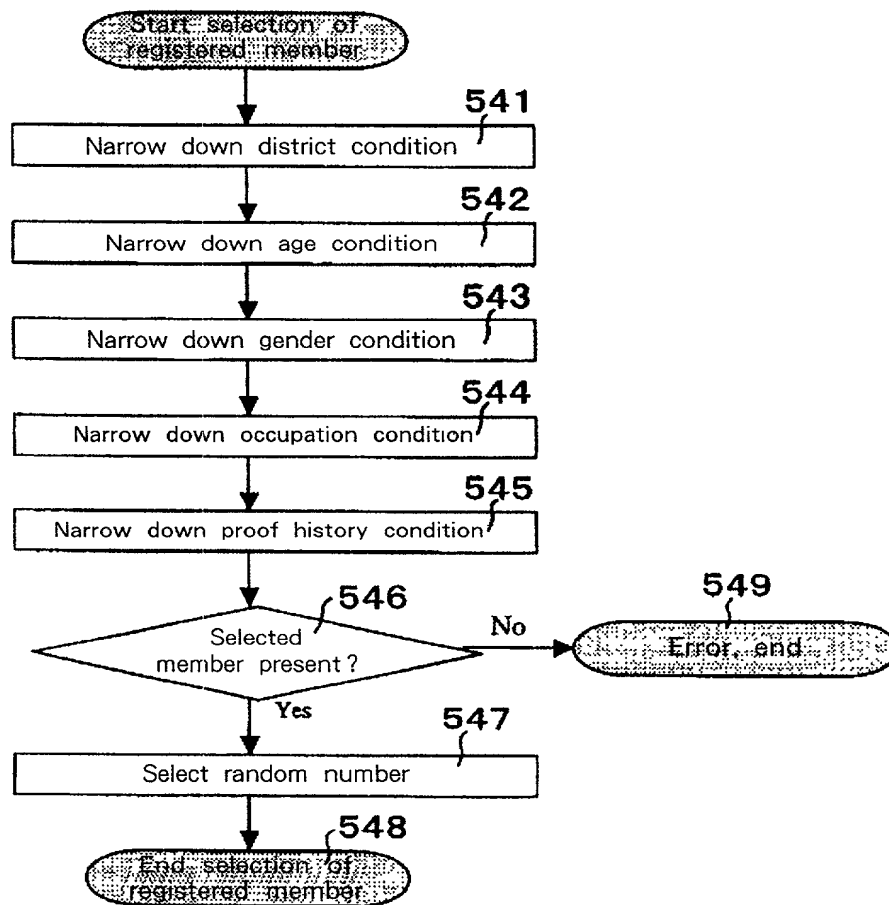 Start selection of
registered member
541
Narrow down district condition
542
Narrow down age condition
543
Narrow down gender condition
544
Narrow down occupation condition
545
Narrow down proof history condition
546
Selected
member present?
No
549
Error, end
Yes
547
Select random number
548
End selection of
registered member